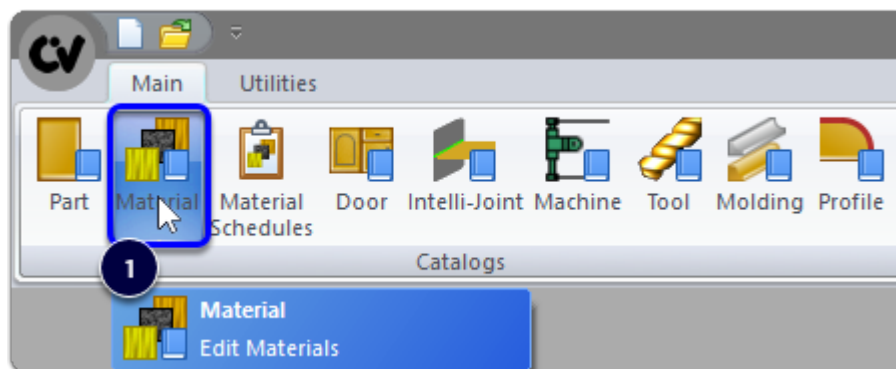 CV
Main Utilities
Part Material Material Schedules Door Intelli-Joint Machine Tool Molding Profile
Catalogs
1
Material
Edit Materials